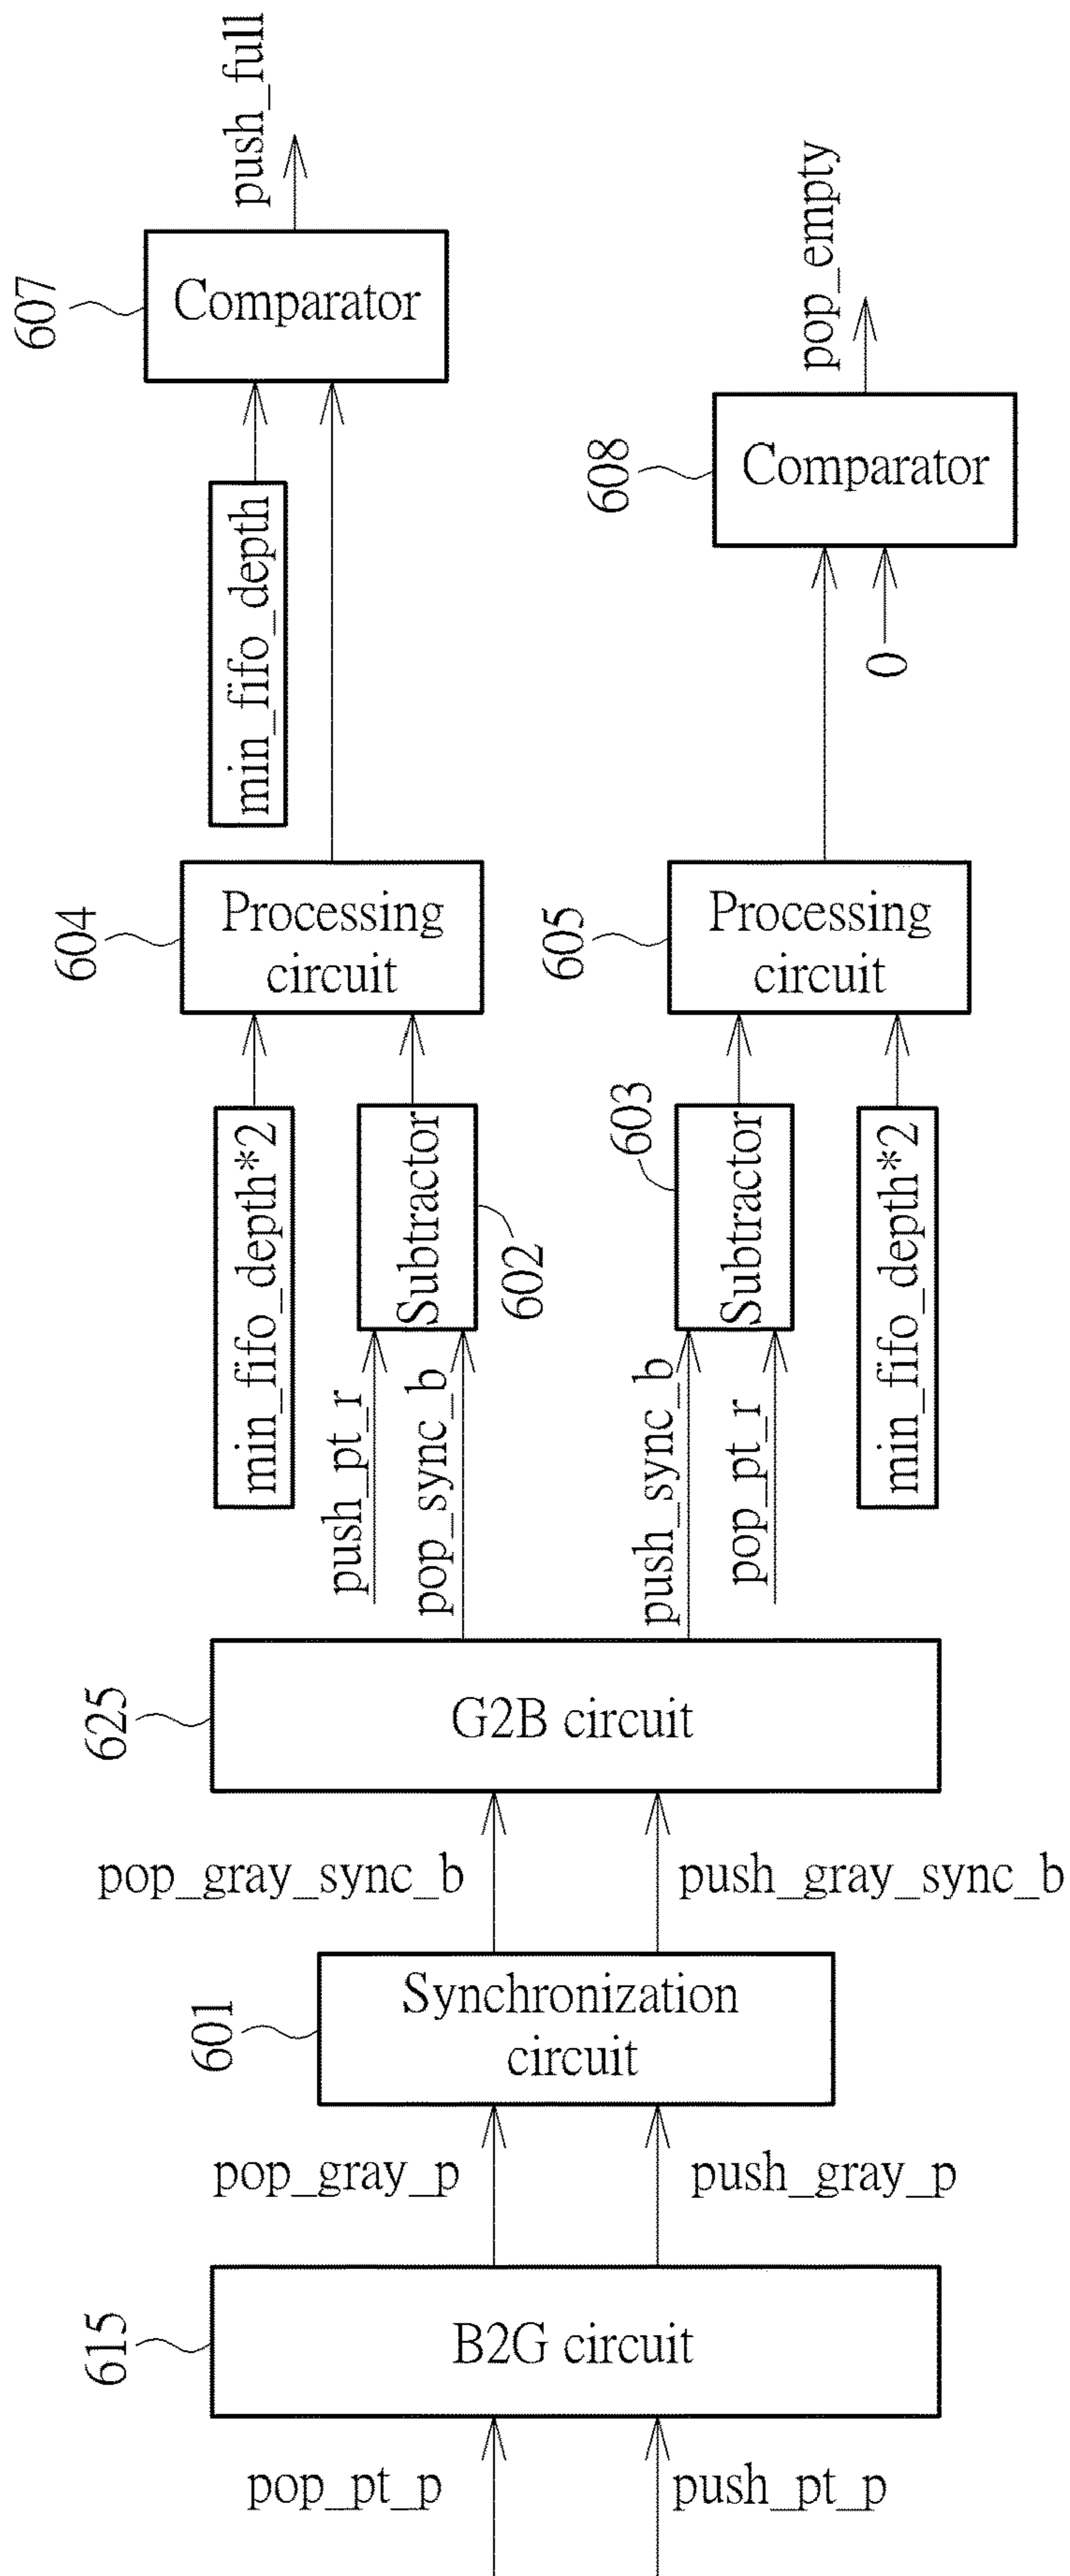 push_full
607
Comparator
pop_empty
min_fifo_depth
608
Comparator
0
604
Processing
circuit
605
Processing
circuit
min_fifo_depth*2
Subtractor
602
603
Subtractor
min_fifo_depth*2
push_pt_r
pop_sync_b
push_sync_b
pop_pt_r
625
G2B circuit
pop_gray_sync_b
push_gray_sync_b
601
Synchronization
circuit
pop_gray_p
push_gray_p
615
B2G circuit
pop_pt_p
push_pt_p